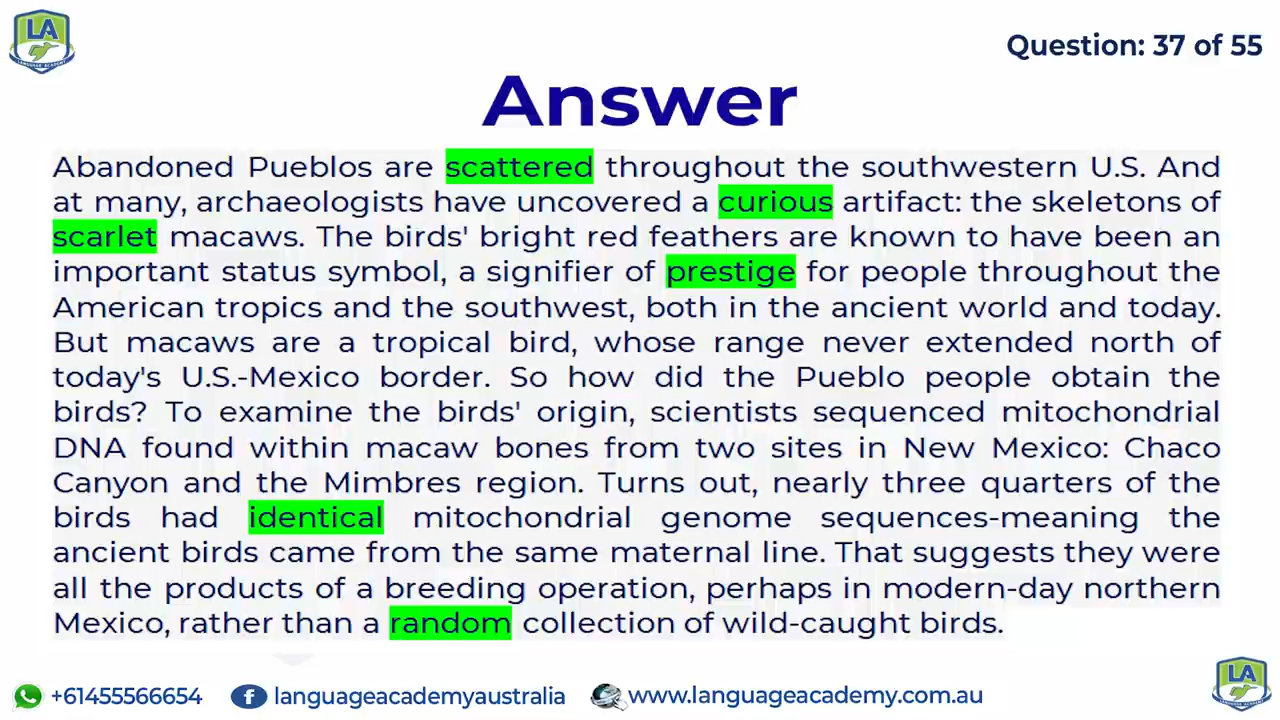 LA
LANGUAGE ACADEMY
Question: 37 of 55
Answer
Abandoned Pueblos are scattered throughout the southwestern U.S. And
at many, archaeologists have uncovered a curious artifact: the skeletons of
scarlet macaws. The birds' bright red feathers are known to have been an
important status symbol, a signifier of prestige for people throughout the
American tropics and the southwest, both in the ancient world and today.
But macaws are a tropical bird, whose range never extended north of
today's U.S.-Mexico border. So how did the Pueblo people obtain the
birds? To examine the birds' origin, scientists sequenced mitochondrial
DNA found within macaw bones from two sites in New Mexico: Chaco
Canyon and the Mimbres region. Turns out, nearly three quarters of the
birds had identical mitochondrial genome sequences-meaning the
ancient birds came from the same maternal line. That suggests they were
all the products of a breeding operation, perhaps in modern-day northern
Mexico, rather than a random collection of wild-caught birds.
+61455566654 languageacademyaustralia www.languageacademy.com.au
LA